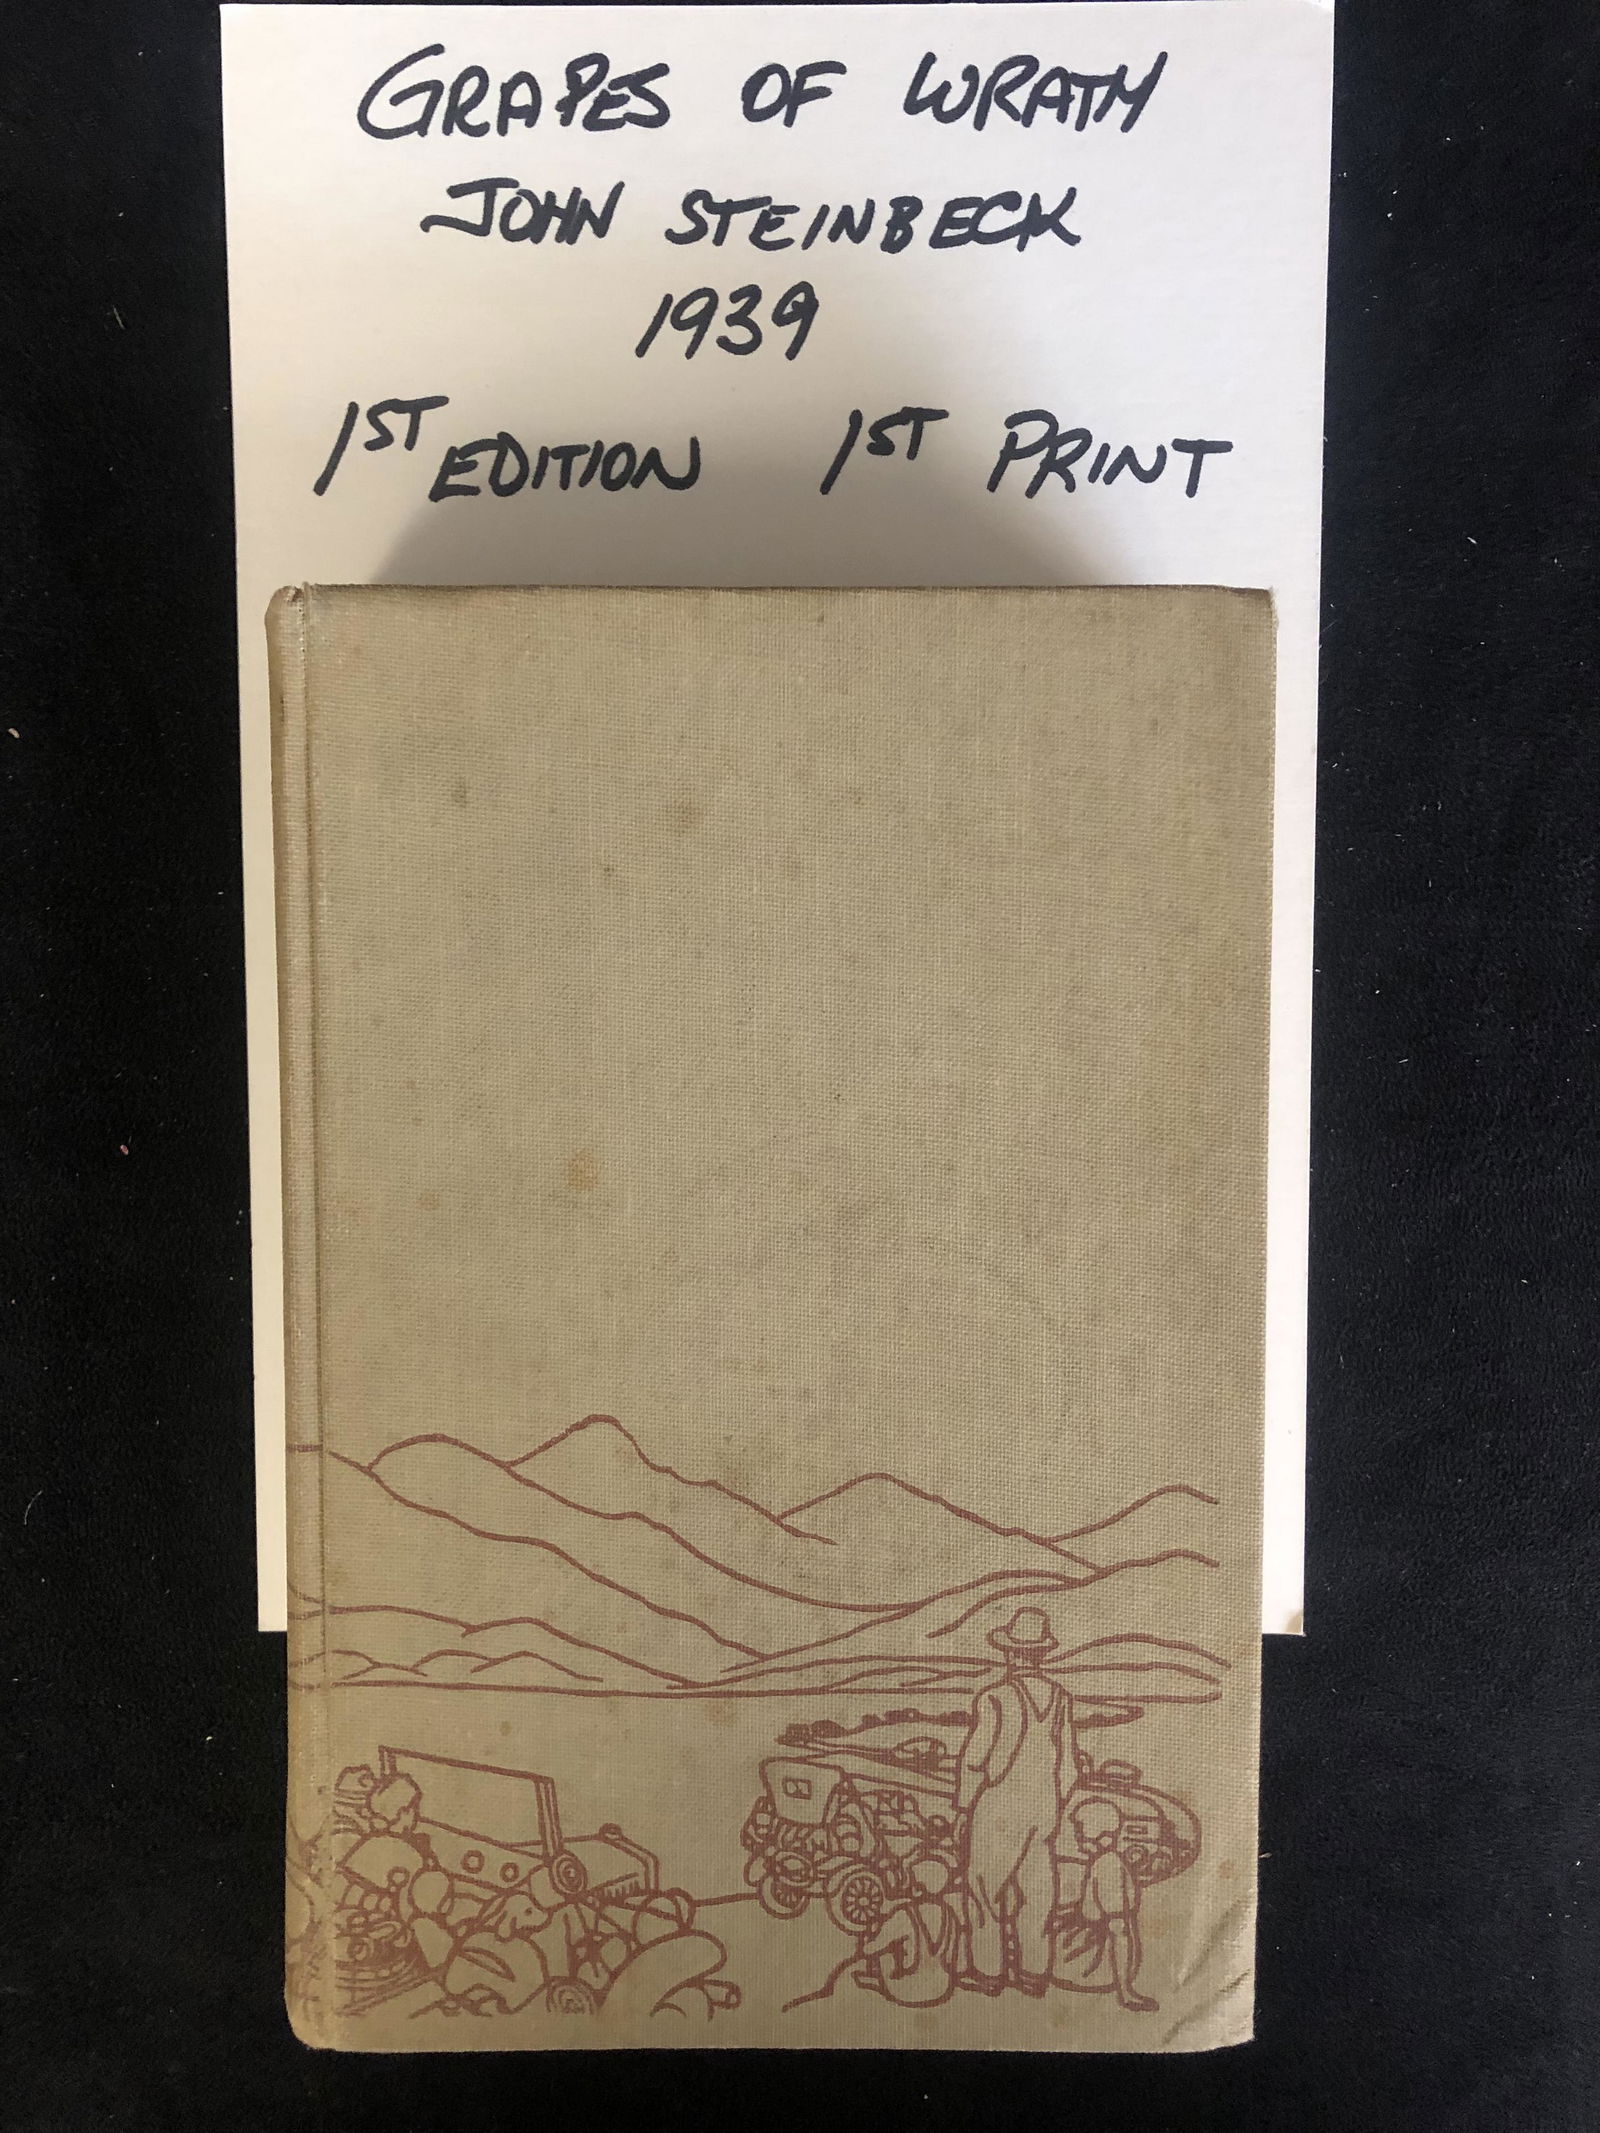 GRAPES OF WRATH
JOHN STEINBECK
1939
1ST EDITION 1ST PRINT